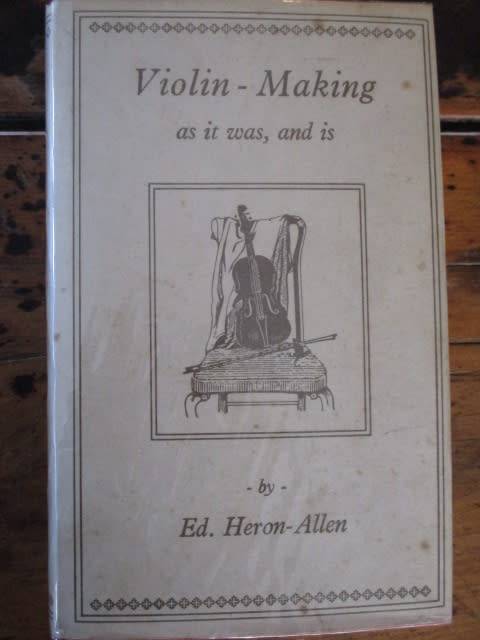 Violin - Making
as it was, and is
- by -
Ed. Heron-Allen